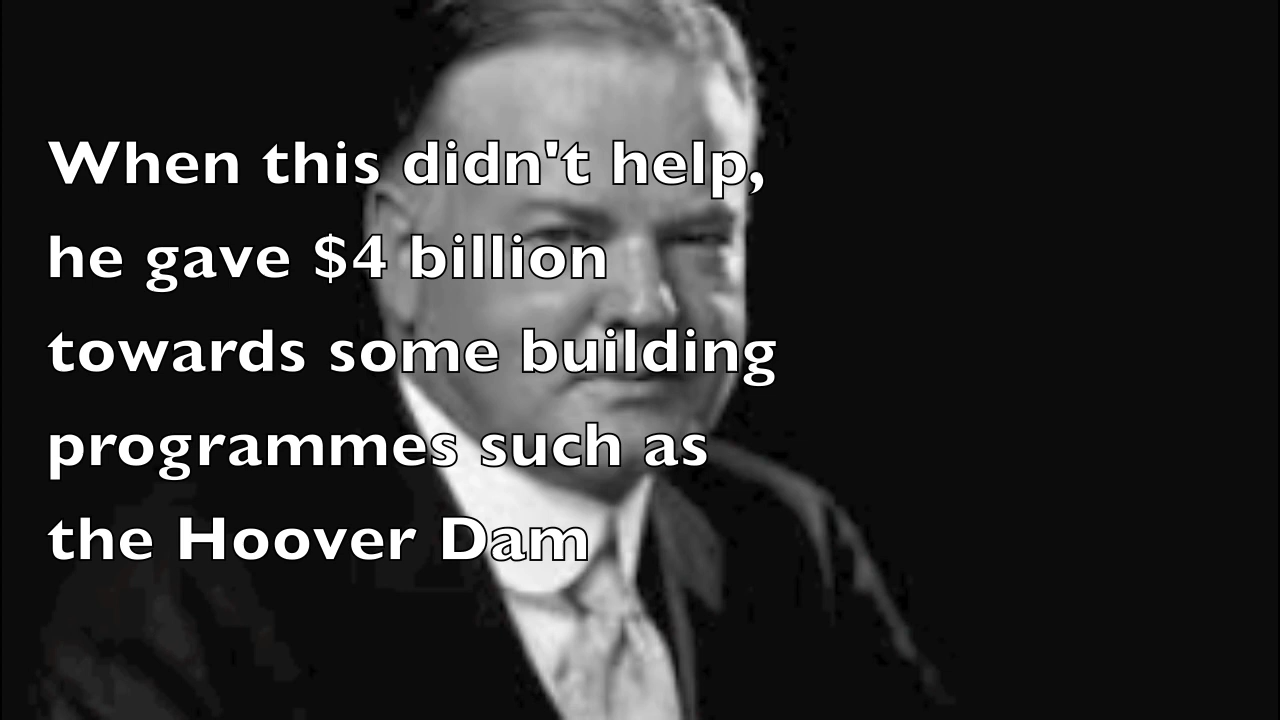 When this didn't help,
he gave $4 billion
towards some building
programmes such as
the Hoover Dam